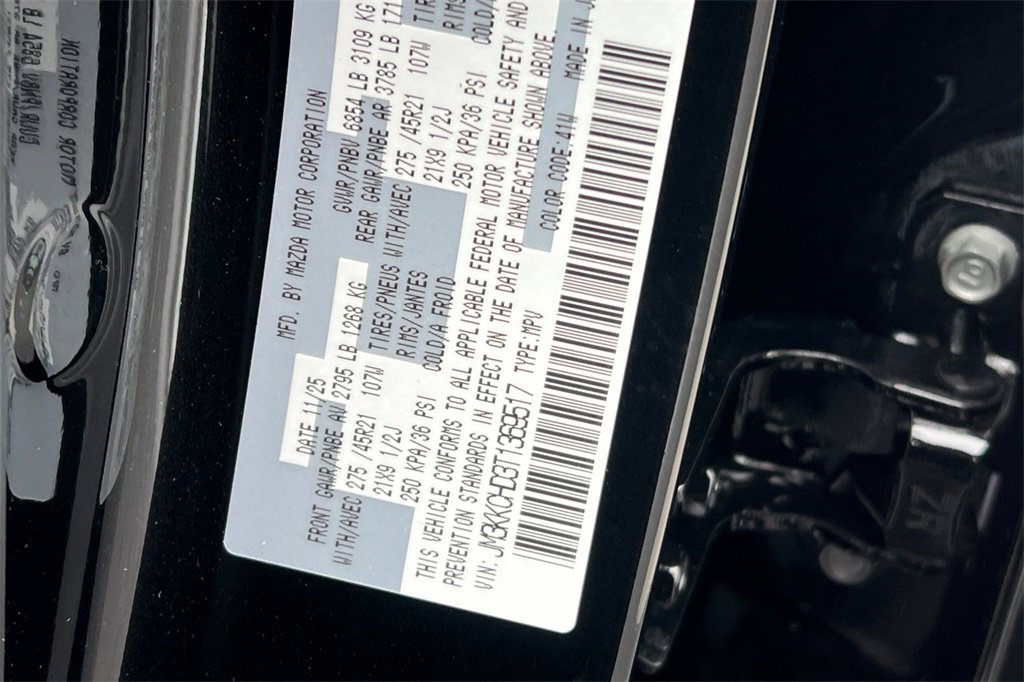 MFD. BY MAZDA MOTOR CORPORATION
DATE 11/25 GVWR/PNBV 6854 LB 3109 KG
FRONT GAWR/PNBE AV 2795 LB 1268 KG REAR GAWR/PNBE AR 3785 LB
WITH/AVEC 275 /45R21 107W TIRES/PNEUS WITH/AVEC 275 /45R21 107W
21X9 1/2J RIMS/JANTES 21X9 1/2J
250 KPA/36 PSI COLD/A FROID 250 KPA/36 PSI COLD/
THIS VEHICLE CONFORMS TO ALL APPLICABLE FEDERAL MOTOR VEHICLE SAFETY AND
PREVENTION STANDARDS IN EFFECT ON THE DATE OF MANUFACTURE SHOWN ABOVE.
VIN: JM3KKCHD3T1369517 TYPE:MPV COLOR CODE:41W MADE IN
8
ZR